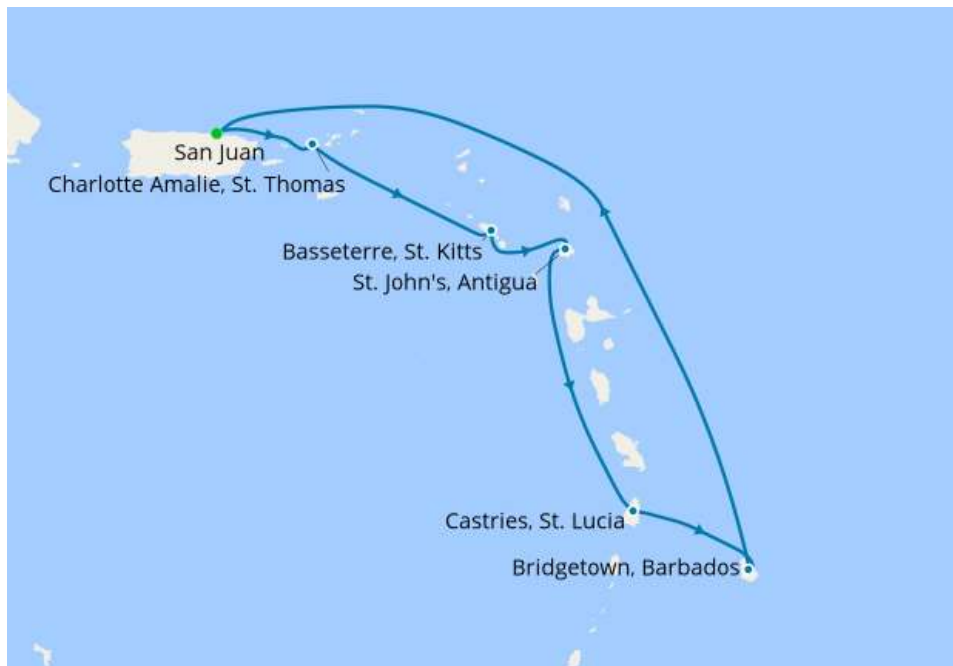 San Juan
Charlotte Amalie, St. Thomas
Basseterre, St. Kitts
St. John's, Antigua
Castries, St. Lucia
Bridgetown, Barbados